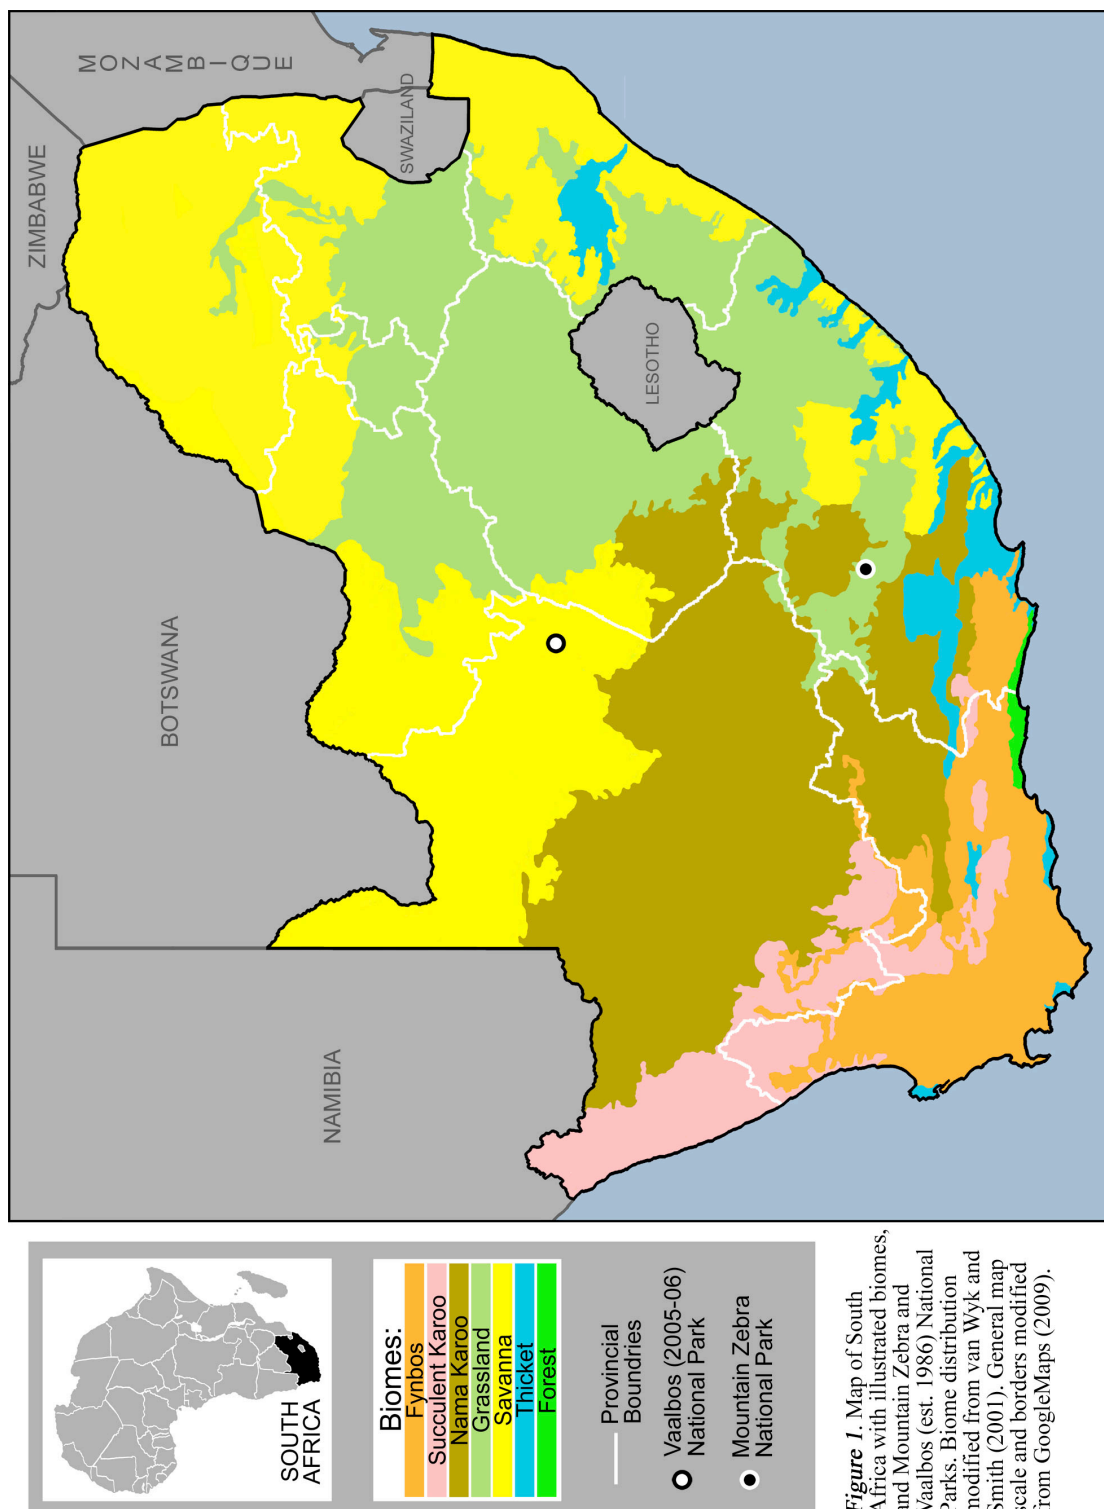 ZIMBABWE
MOZAMBIQUE
SWAZILAND
BOTSWANA
LESOTHO
NAMIBIA
SOUTH
AFRICA
Biomes:
Fynbos
Succulent Karoo
Nama Karoo
Grassland
Savanna
Thicket
Forest
Provincial
Boundries
Vaalbos (2005-06)
National Park
Mountain Zebra
National Park
Figure 1. Map of South
Africa with illustrated biomes,
and Mountain Zebra and
Vaalbos (est. 1986) National
Parks. Biome distribution
modified from van Wyk and
Smith (2001). General map
scale and borders modified
from GoogleMaps (2009).